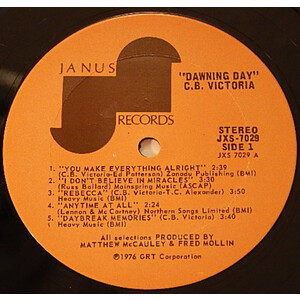 JANUS
RECORDS
"DAWNING DAY"
C.B. VICTORIA
STEREO
JXS-7029
SIDE 1
JXS 7029 A
1. "YOU MAKE EVERYTHING ALRIGHT" 2:39
(C.B. Victoria-Ed Potterson) Zanadu Publishing (BMI)
2. "I DON'T BELIEVE IN MIRACLES" 3:30
(Russ Ballard) Mainspring Music (ASCAP)
3. "REBECCA" (C.B. Victoria-T.C. Alexander) 3:50
Heavy Music (BMI)
4. "ANYTIME AT ALL" 2:24
(Lennon & McCartney) Northern Songs Limited (BMI)
5. "DAYBREAK MEMORIES" (C.B. Victoria) 5:00
Heavy Music (BMI)
All selections PRODUCED BY
MATTHEW McCAULEY & FRED MOLLIN
©1976 GRT Corporation